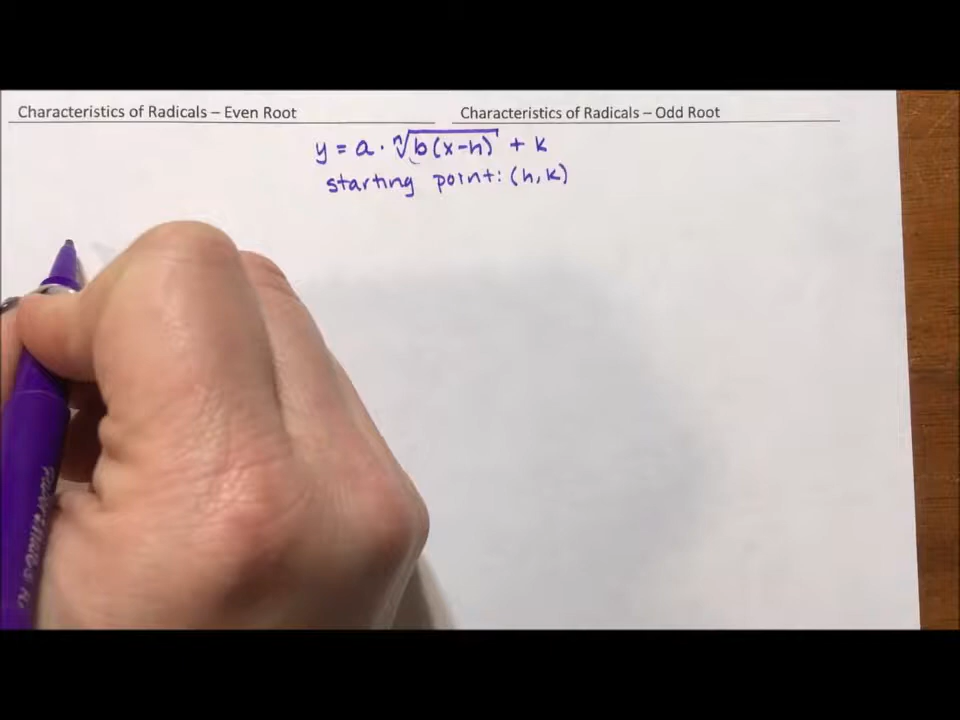 Characteristics of Radicals – Even Root
Characteristics of Radicals – Odd Root
y = a · ⁿ√b(x-h) + k
starting point: (h, k)